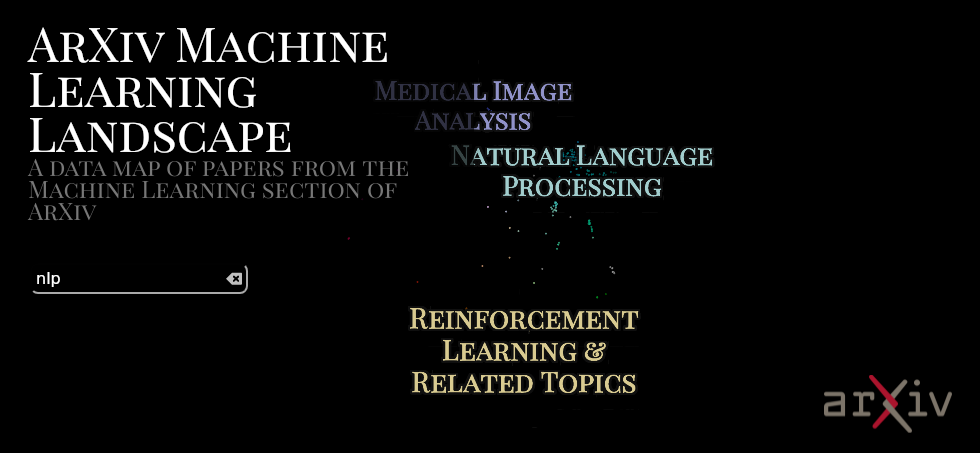 ArXiv Machine
Learning
Landscape
A data map of papers from the
Machine Learning section of
ArXiv
nlp
Medical Image
Analysis
Natural Language
Processing
Reinforcement
Learning &
Related Topics
arXiv